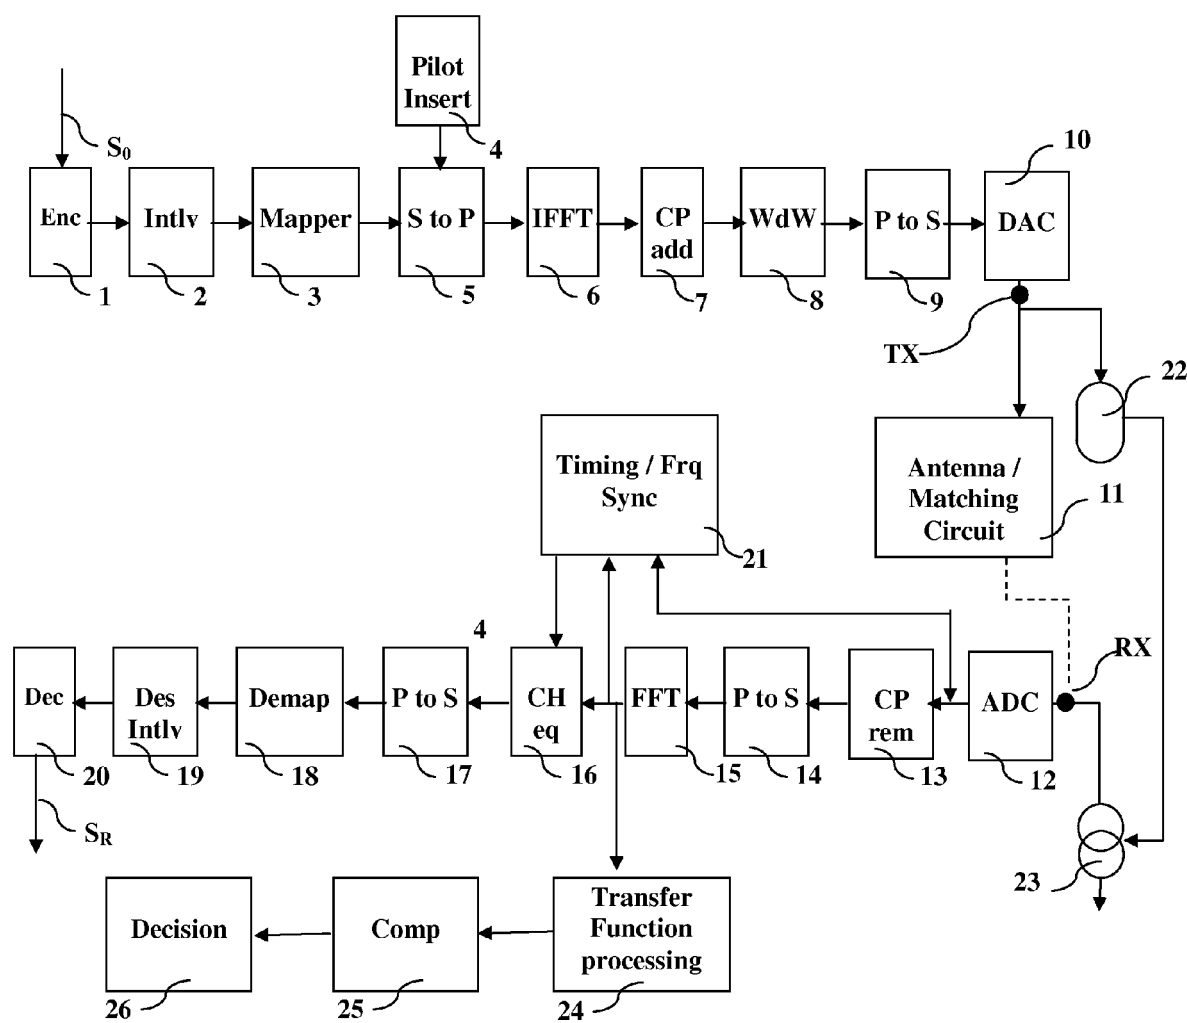 Pilot
Insert
4
S0
10
Enc
Intlv
Mapper
S to P
IFFT
CP
add
WdW
P to S
DAC
1
2
3
5
6
7
8
9
TX
22
Timing / Frq
Sync
21
Antenna /
Matching
Circuit
11
4
RX
Dec
Des
Intlv
Demap
P to S
CH
eq
FFT
P to S
CP
rem
ADC
20
19
18
17
16
15
14
13
12
SR
23
Decision
Comp
Transfer
Function
processing
26
25
24